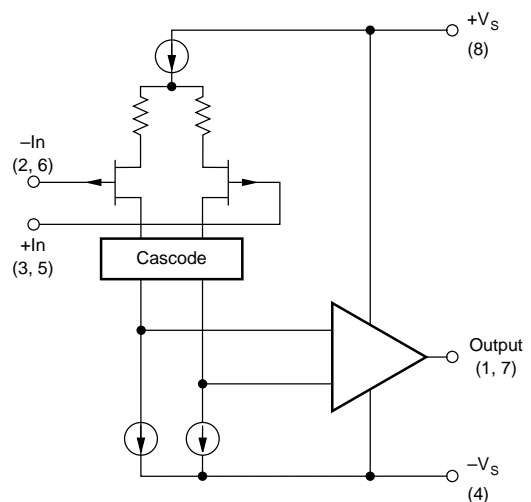 +V_S
(8)
–In
(2, 6)
+In
(3, 5)
Cascode
Output
(1, 7)
–V_S
(4)